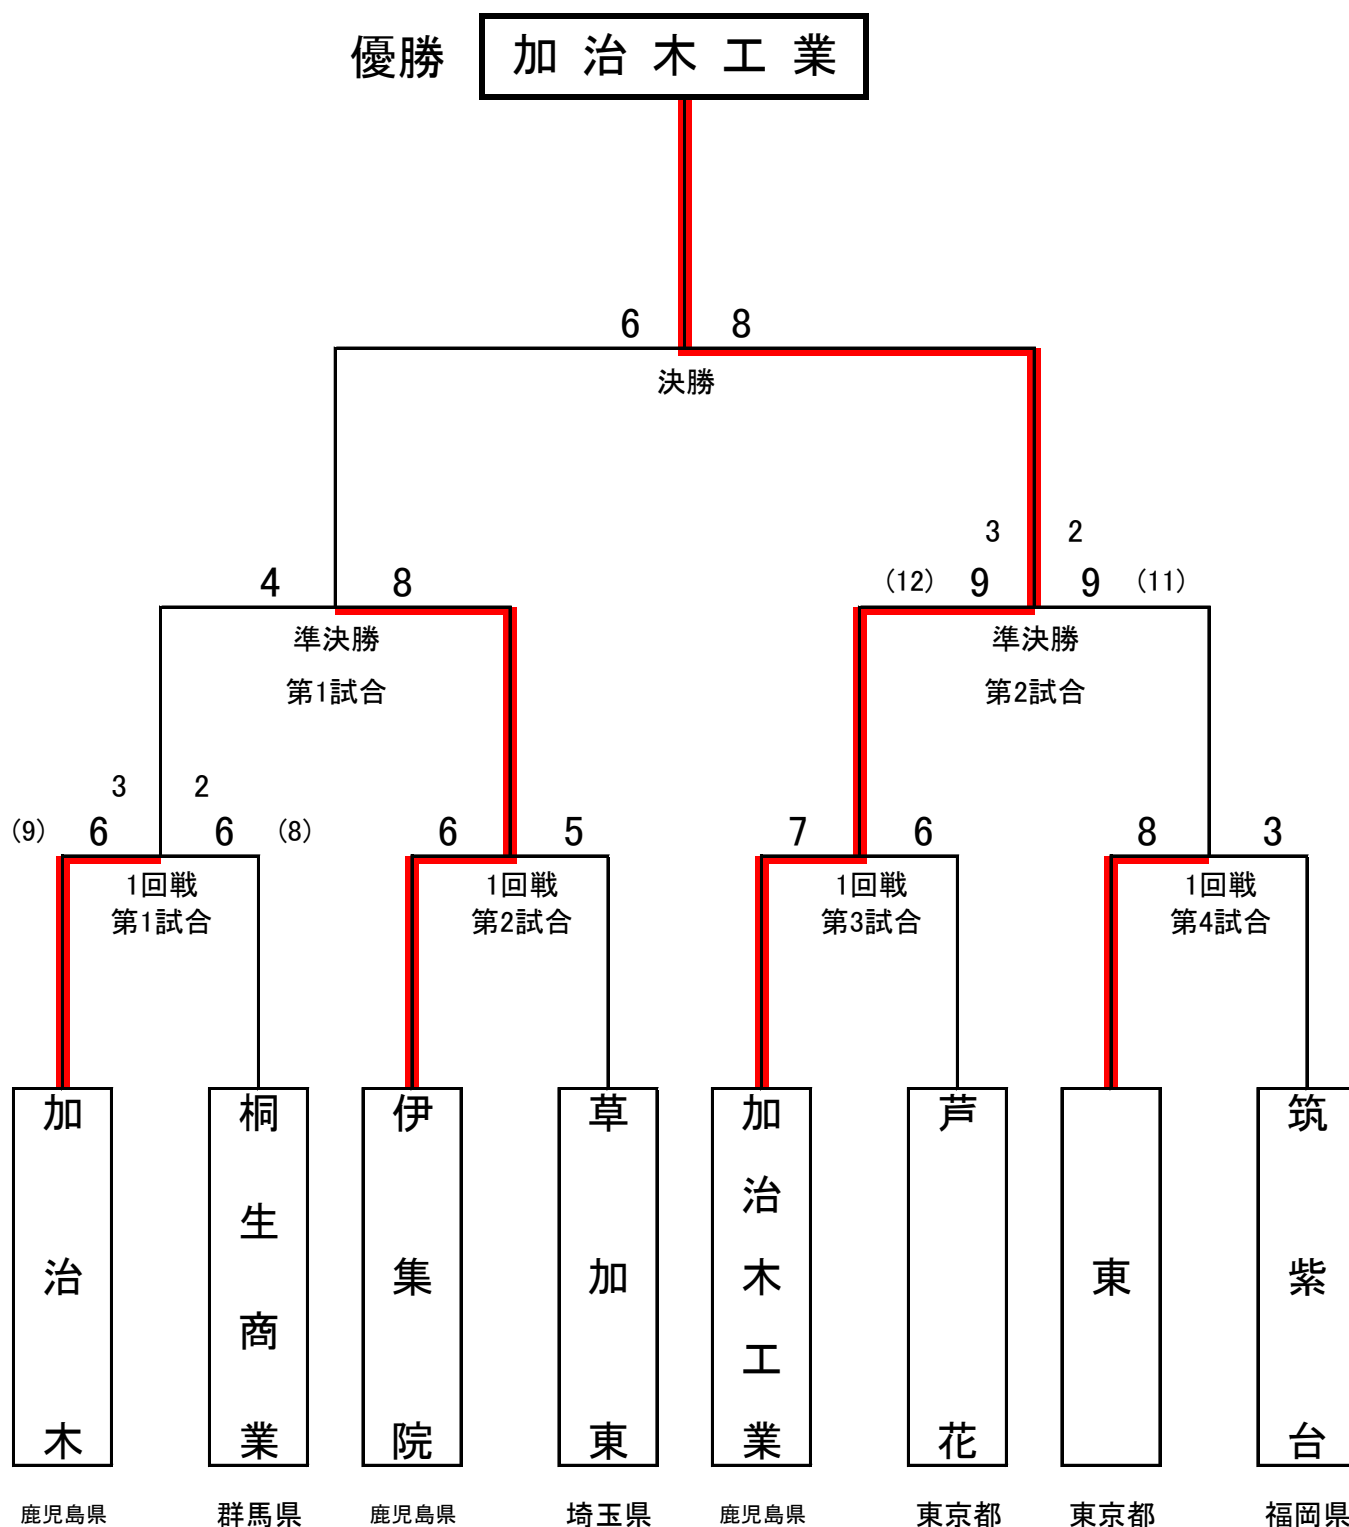 優勝 加治木工業
6 8
決勝
3 2
4 8 (12) 9 9 (11)
準決勝 準決勝
第1試合 第2試合
3 2
(9) 6 6 (8) 6 5 7 6 8 3
1回戦 1回戦 1回戦 1回戦
第1試合 第2試合 第3試合 第4試合
加治木
桐生商業
伊集院
草加東
加治木工業
芦花
東
筑紫台
鹿児島県 群馬県 鹿児島県 埼玉県 鹿児島県 東京都 東京都 福岡県